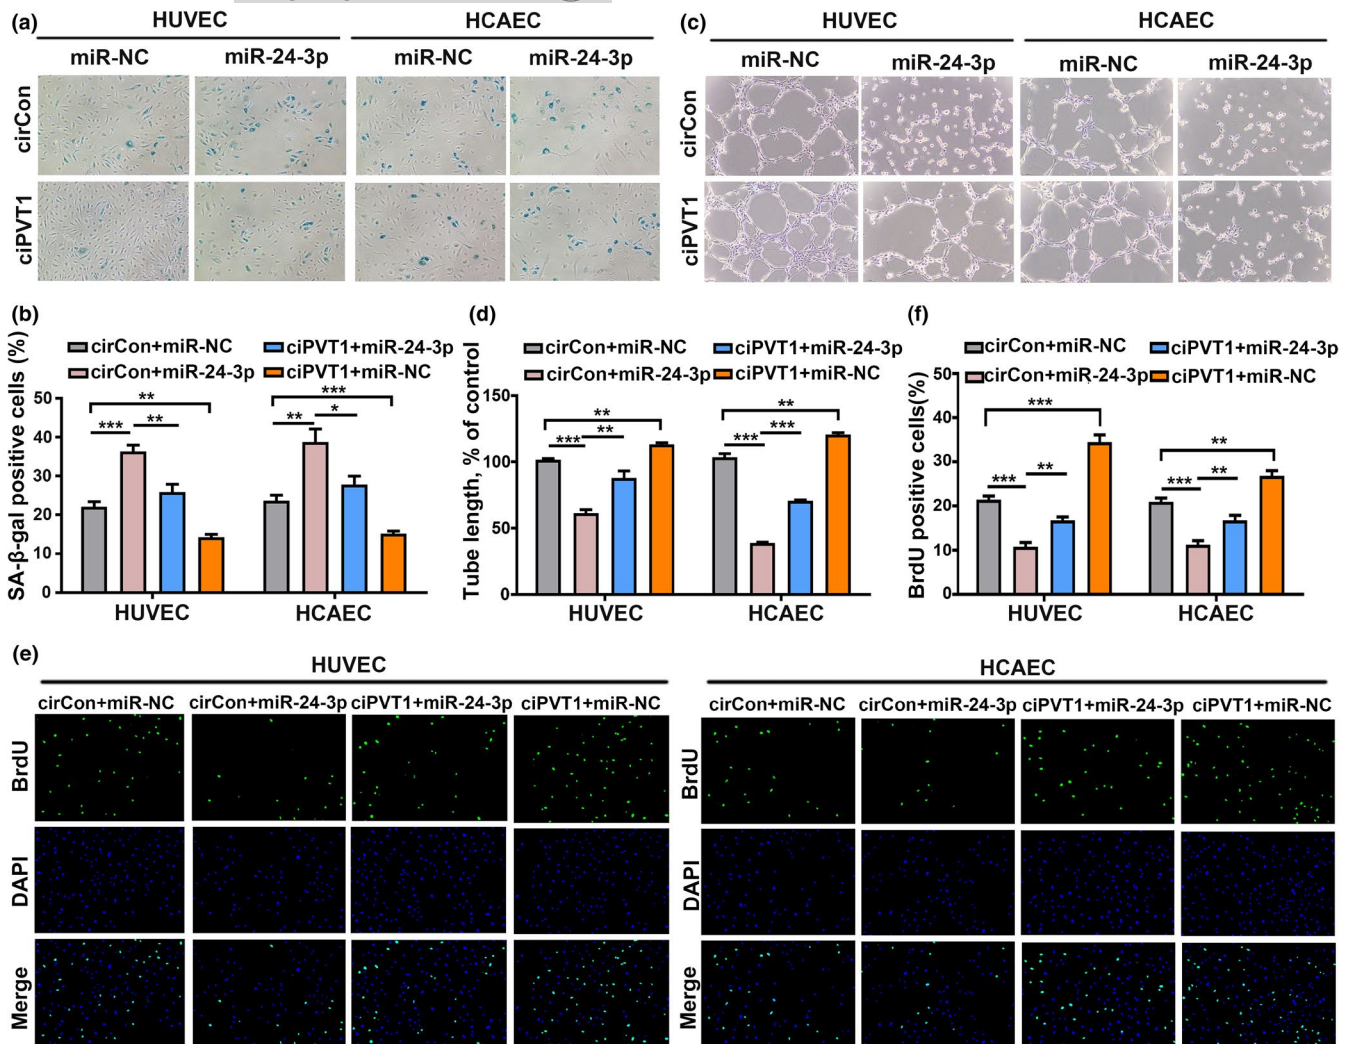 (a)
HUVEC
HCAEC
miR-NC
miR-24-3p
miR-NC
miR-24-3p
cirCon
ciPVT1
(c)
HUVEC
HCAEC
miR-NC
miR-24-3p
miR-NC
miR-24-3p
cirCon
ciPVT1
(b)
cirCon+miR-NC
ciPVT1+miR-24-3p
cirCon+miR-24-3p
ciPVT1+miR-NC
SA-β-gal positive cells (%)
50
40
30
20
10
0
***
**
**
**
*
***
HUVEC
HCAEC
(d)
cirCon+miR-NC
ciPVT1+miR-24-3p
cirCon+miR-24-3p
ciPVT1+miR-NC
Tube length, % of control
150
100
50
0
***
**
**
***
***
**
HUVEC
HCAEC
(f)
cirCon+miR-NC
ciPVT1+miR-24-3p
cirCon+miR-24-3p
ciPVT1+miR-NC
BrdU positive cells(%)
50
40
30
20
10
0
***
**
***
***
**
**
HUVEC
HCAEC
(e)
HUVEC
cirCon+miR-NC
cirCon+miR-24-3p
ciPVT1+miR-24-3p
ciPVT1+miR-NC
BrdU
DAPI
Merge
HCAEC
cirCon+miR-NC
cirCon+miR-24-3p
ciPVT1+miR-24-3p
ciPVT1+miR-NC
BrdU
DAPI
Merge